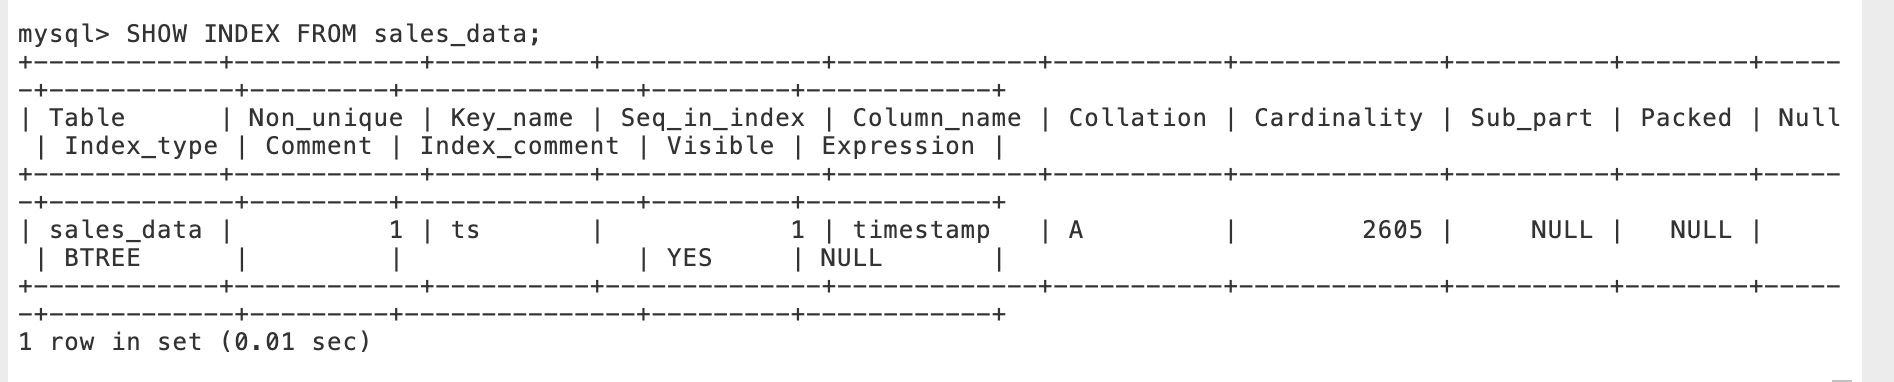 mysql> SHOW INDEX FROM sales_data;
+------------+------------+----------+--------------+-------------+-----------+-------------+----------+--------+-----
-+------------+---------+---------------+---------+------------+
| Table      | Non_unique | Key_name | Seq_in_index | Column_name | Collation | Cardinality | Sub_part | Packed | Null
 | Index_type | Comment | Index_comment | Visible | Expression |
+------------+------------+----------+--------------+-------------+-----------+-------------+----------+--------+-----
-+------------+---------+---------------+---------+------------+
| sales_data |          1 | ts       |            1 | timestamp   | A         |        2605 |     NULL |   NULL |
 | BTREE      |         |               | YES     | NULL       |
+------------+------------+----------+--------------+-------------+-----------+-------------+----------+--------+-----
-+------------+---------+---------------+---------+------------+
1 row in set (0.01 sec)